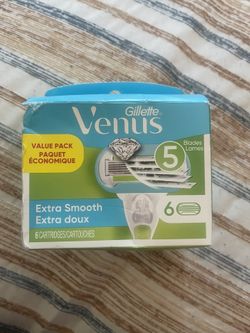 Gillette
Venus
VALUE PACK
PAQUET
ÉCONOMIQUE
5
Blades
Lames
Extra Smooth
Extra doux
6
6 CARTRIDGES/CARTOUCHES